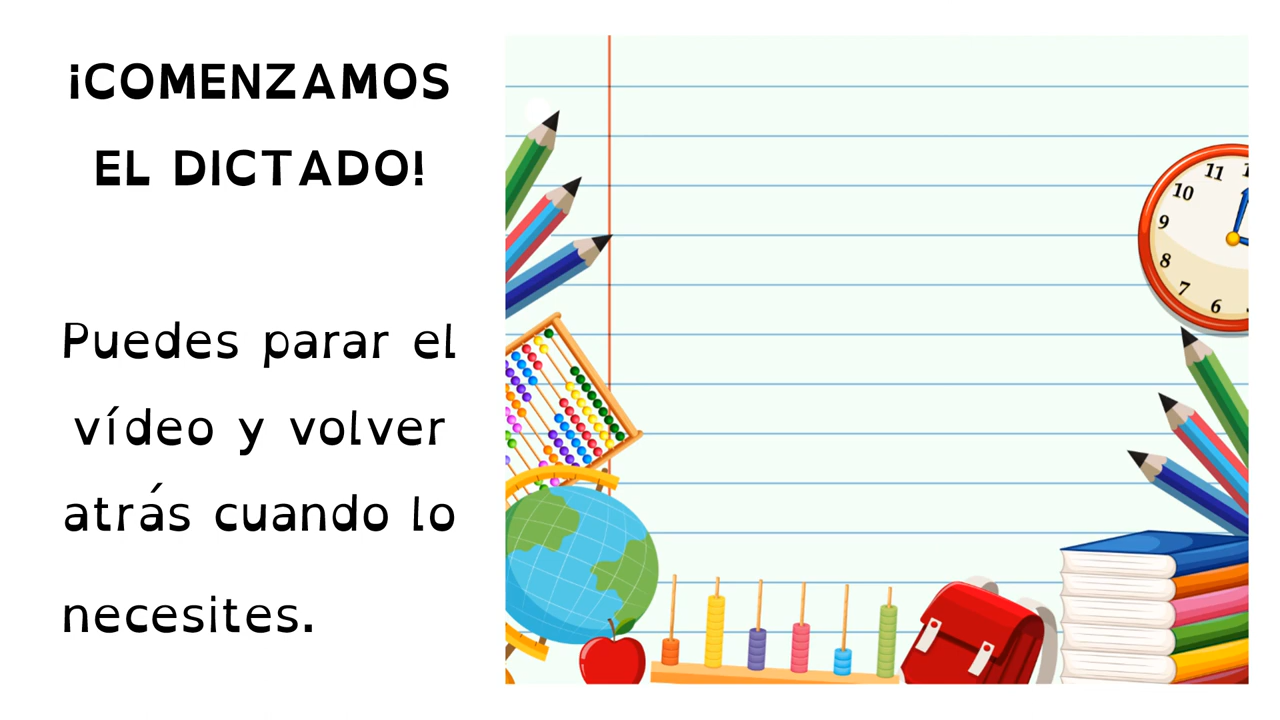 ¡COMENZAMOS
EL DICTADO!
Puedes parar el
vídeo y volver
atrás cuando lo
necesites.
11
10
9
8
7
6